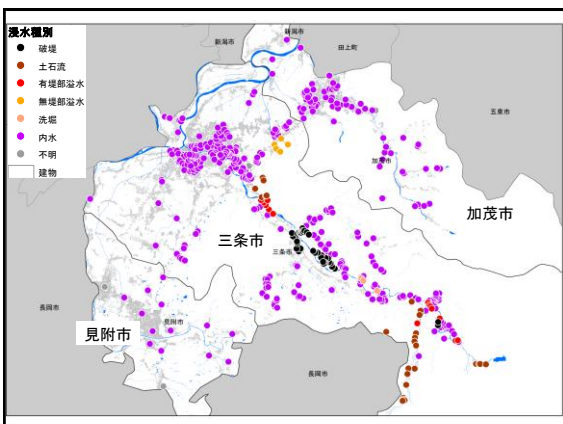 浸水種別
破堤
土石流
有堤部溢水
無堤部溢水
洗堀
内水
不明
建物
新潟市
新潟市
田上町
五泉市
加茂市
加茂市
三条市
三条市
長岡市
見附市
見附市
長岡市